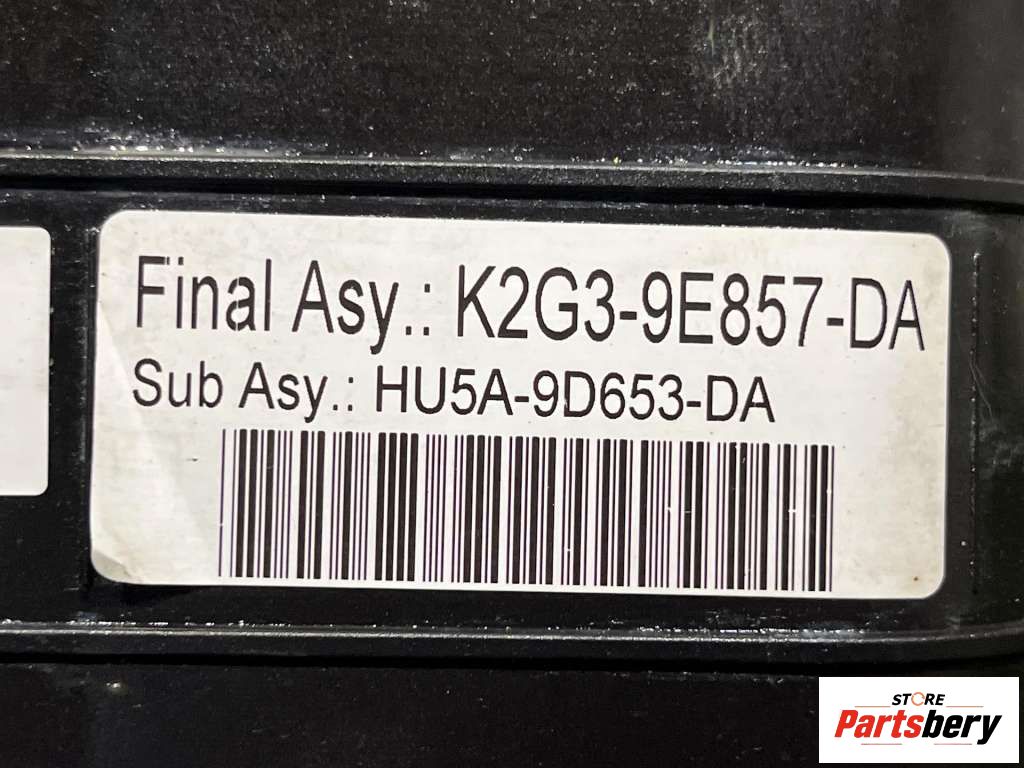 Final Asy.: K2G3-9E857-DA
Sub Asy.: HU5A-9D653-DA
STORE
Partsbery